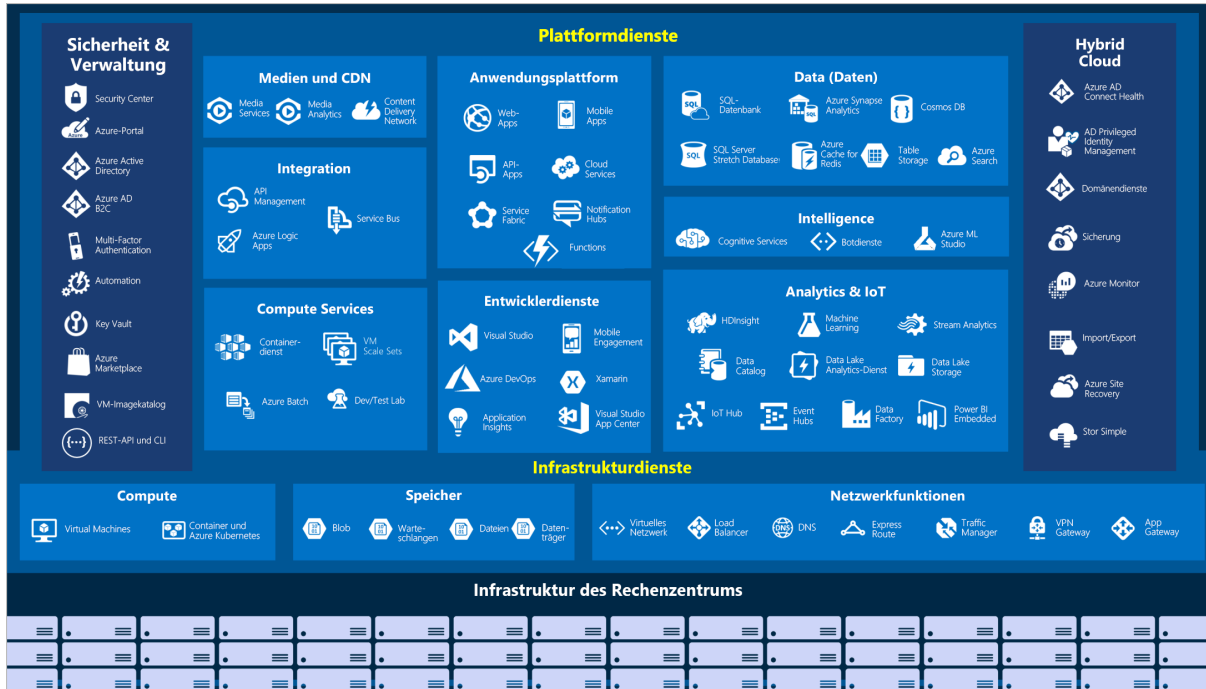 Sicherheit &
Verwaltung
Security Center
Azure-Portal
Azure Active
Directory
Azure AD
B2C
Multi-Factor
Authentication
Automation
Key Vault
Azure
Marketplace
VM-Imagekatalog
REST-API und CLI
Plattformdienste
Medien und CDN
Media
Services
Media
Analytics
Content
Delivery
Network
Integration
API
Management
Service Bus
Azure Logic
Apps
Compute Services
Container-
dienst
VM
Scale Sets
Azure Batch
Dev/Test Lab
Anwendungsplattform
Web-
Apps
Mobile
Apps
API-
Apps
Cloud
Services
Service
Fabric
Notification
Hubs
Functions
Entwicklerdienste
Visual Studio
Mobile
Engagement
Azure DevOps
Xamarin
Application
Insights
Visual Studio
App Center
Data (Daten)
SQL
SQL-
Datenbank
SQL
Azure Synapse
Analytics
Cosmos DB
SQL
SQL Server
Stretch Database
Azure
Cache for
Redis
Table
Storage
Azure
Search
Intelligence
Cognitive Services
Botdienste
Azure ML
Studio
Analytics & IoT
HDInsight
Machine
Learning
Stream Analytics
Data
Catalog
Data Lake
Analytics-Dienst
Data Lake
Storage
IoT Hub
Event
Hubs
Data
Factory
Power BI
Embedded
Hybrid
Cloud
Azure AD
Connect Health
AD Privileged
Identity
Management
Domänendienste
Sicherung
Azure Monitor
Import/Export
Azure Site
Recovery
Stor Simple
Infrastrukturdienste
Compute
Virtual Machines
Container und
Azure Kubernetes
Speicher
Blob
Warte-
schlangen
Dateien
Daten-
träger
Netzwerkfunktionen
Virtuelles
Netzwerk
Load
Balancer
DNS
DNS
Express
Route
Traffic
Manager
VPN
Gateway
App
Gateway
Infrastruktur des Rechenzentrums